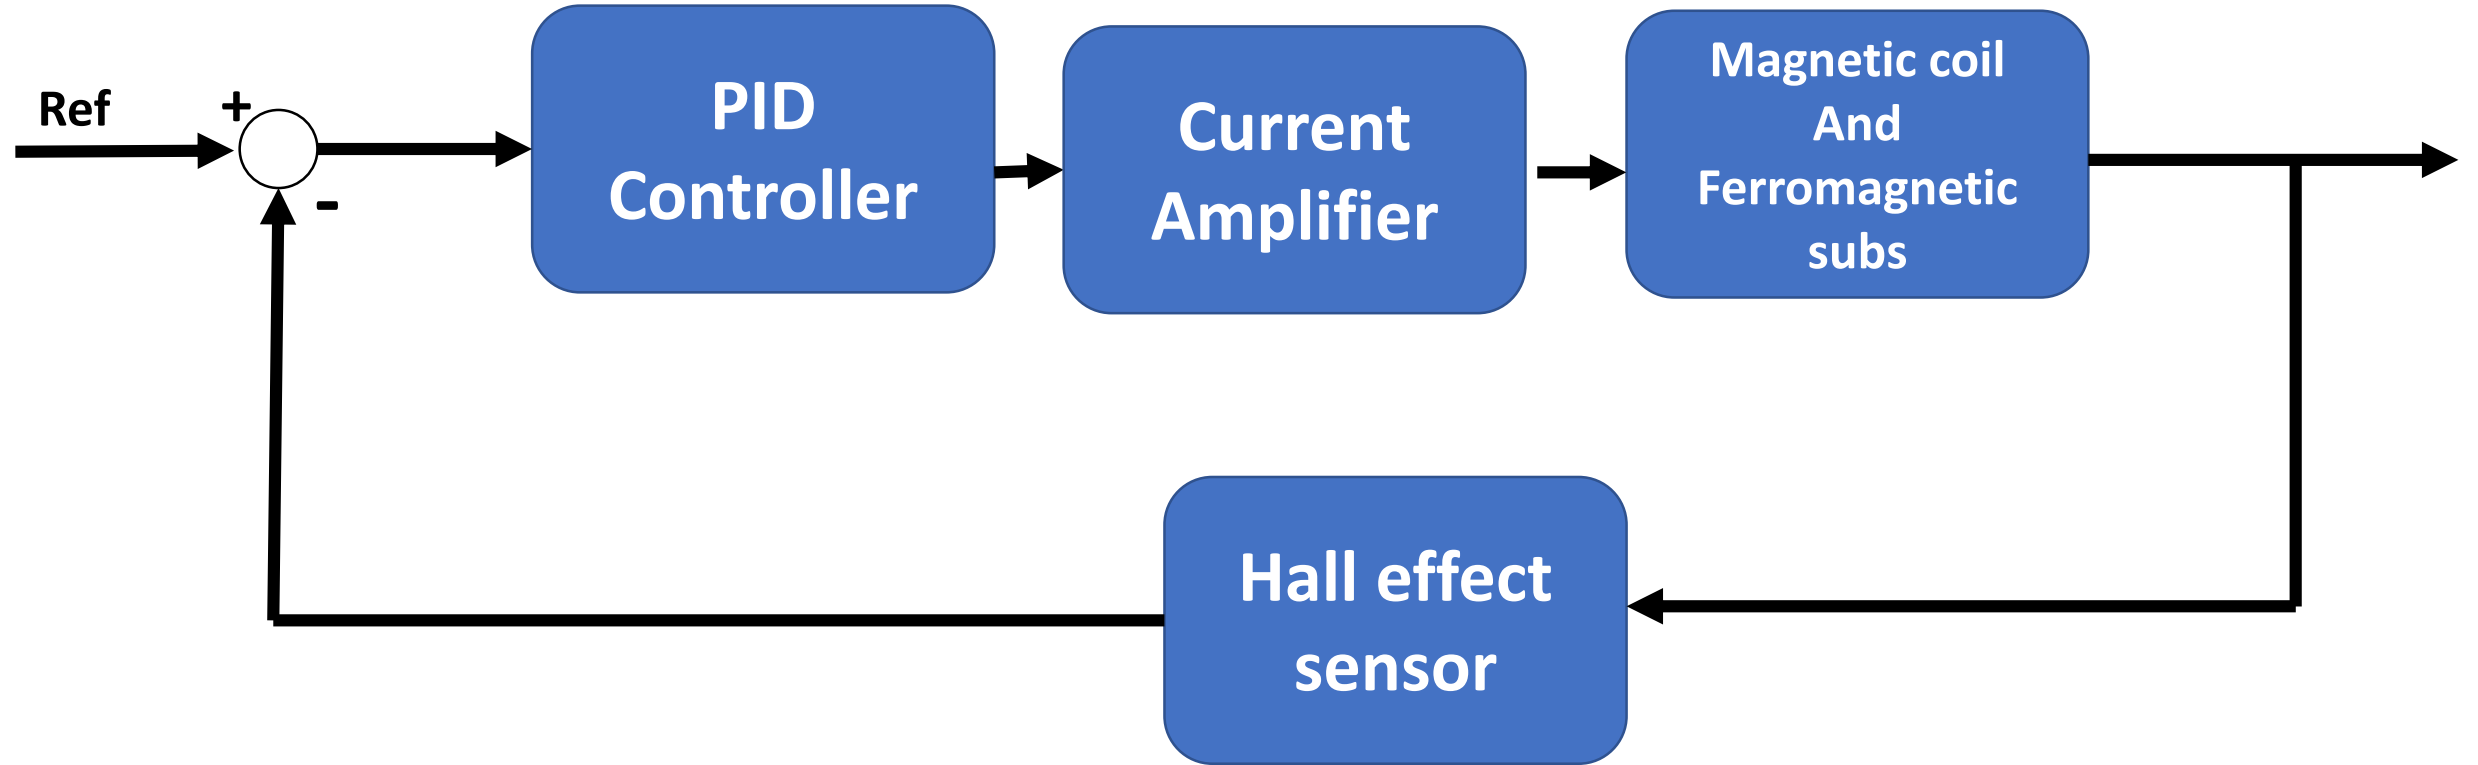 Ref
+
-
PID
Controller
Current
Amplifier
Magnetic coil
And
Ferromagnetic
subs
Hall effect
sensor